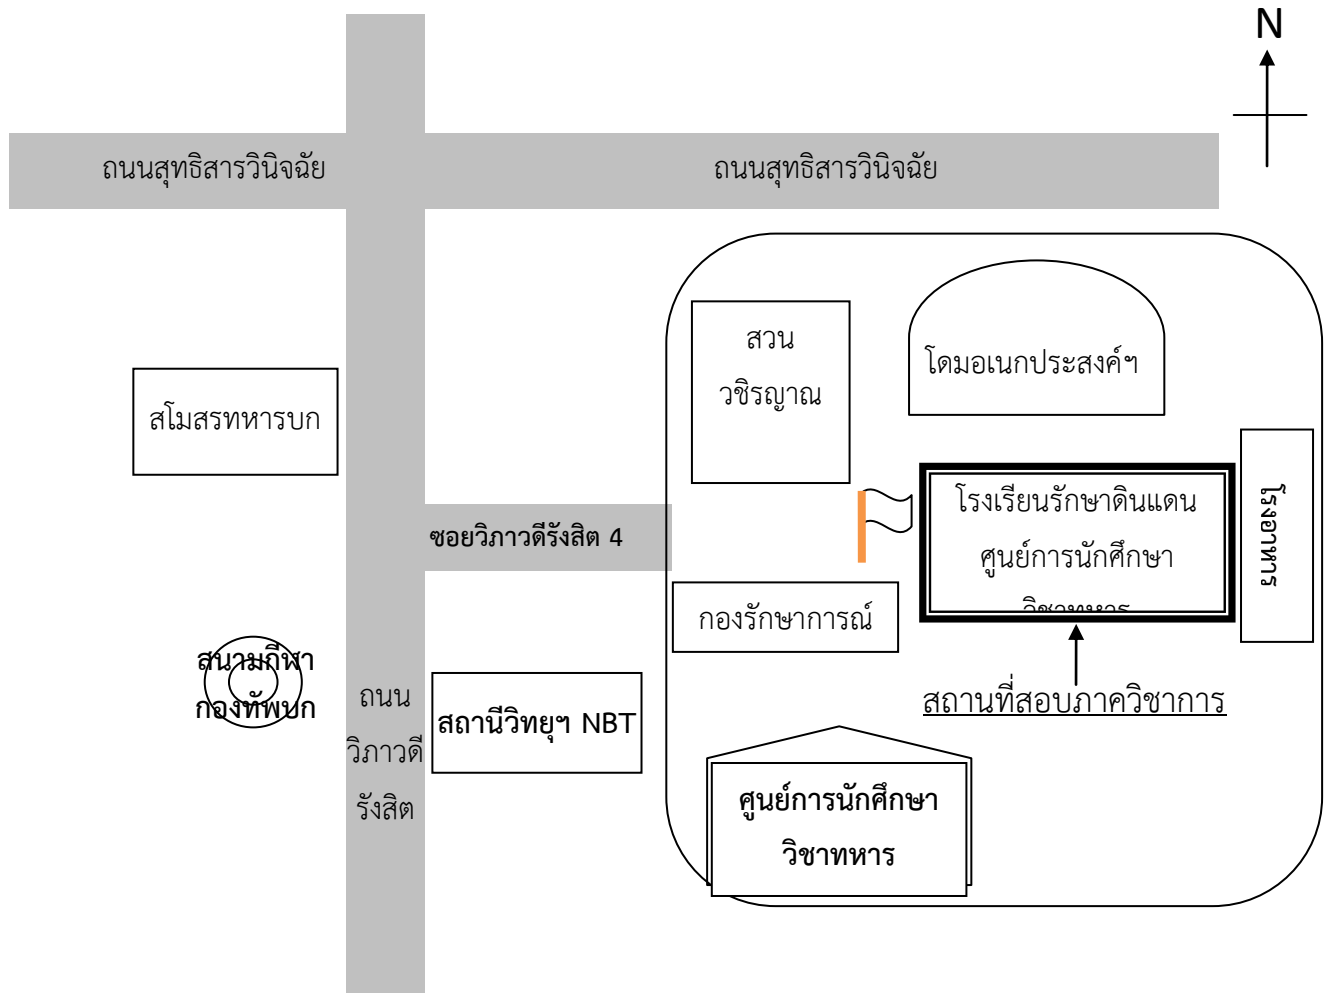 N
ถนนสุทธิสารวินิจฉัย
ถนนสุทธิสารวินิจฉัย
สวน
วชิรญาณ
โดมอเนกประสงค์ฯ
สโมสรทหารบก
โรงเรียนรักษาดินแดน
ศูนย์การนักศึกษา
วิชาทหาร
โรงอาหาร
ซอยวิภาวดีรังสิต 4
กองรักษาการณ์
สนามกีฬา
กองทัพบก
ถนน
วิภาวดี
รังสิต
สถานีวิทยุฯ NBT
สถานที่สอบภาควิชาการ
ศูนย์การนักศึกษา
วิชาทหาร